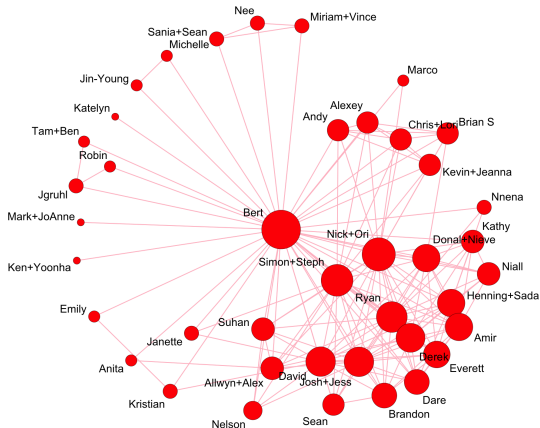 Nee
Miriam+Vince
Sania+Sean
Michelle
Jin-Young
Marco
Katelyn
Alexey
Andy
Chris+Lori
Brian S
Tam+Ben
Robin
Kevin+Jeanna
Jgruhl
Nnena
Mark+JoAnne
Bert
Kathy
Nick+Ori
Donal+Nieve
Ken+Yoonha
Simon+Steph
Niall
Ryan
Henning+Sada
Emily
Suhan
Amir
Janette
Derek
Anita
Everett
David
Allwyn+Alex
Josh+Jess
Kristian
Dare
Brandon
Nelson
Sean